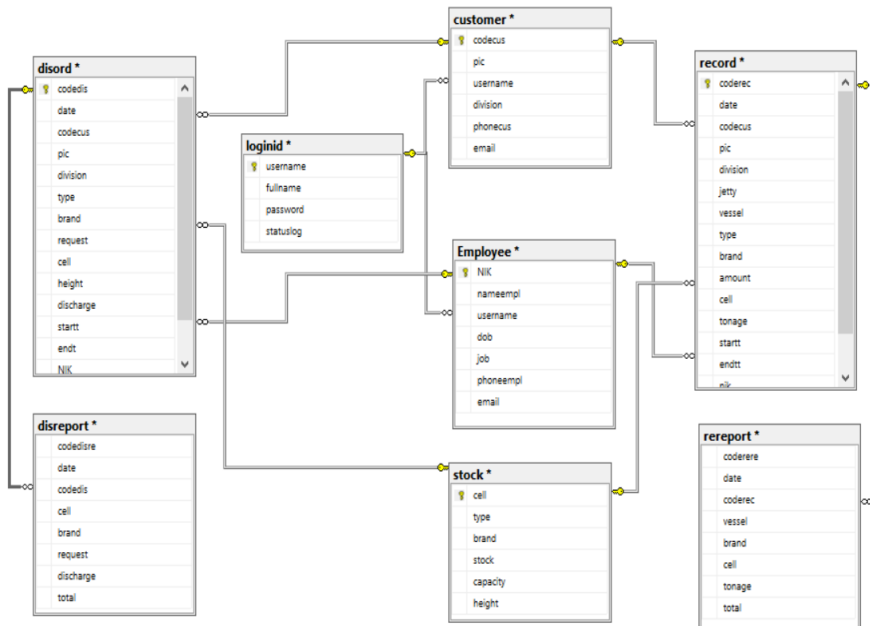 customer *
codecus
pic
username
division
phonecus
email
disord *
codedis
date
codecus
pic
division
type
brand
request
cell
height
discharge
startt
endt
NIK
record *
coderec
date
codecus
pic
division
jetty
vessel
type
brand
amount
cell
tonage
startt
endtt
nik
loginid *
username
fullname
password
statuslog
Employee *
NIK
nameempl
username
dob
job
phoneempl
email
disreport *
codedisre
date
codedis
cell
brand
request
discharge
total
stock *
cell
type
brand
stock
capacity
height
rereport *
coderere
date
coderec
vessel
brand
cell
tonage
total